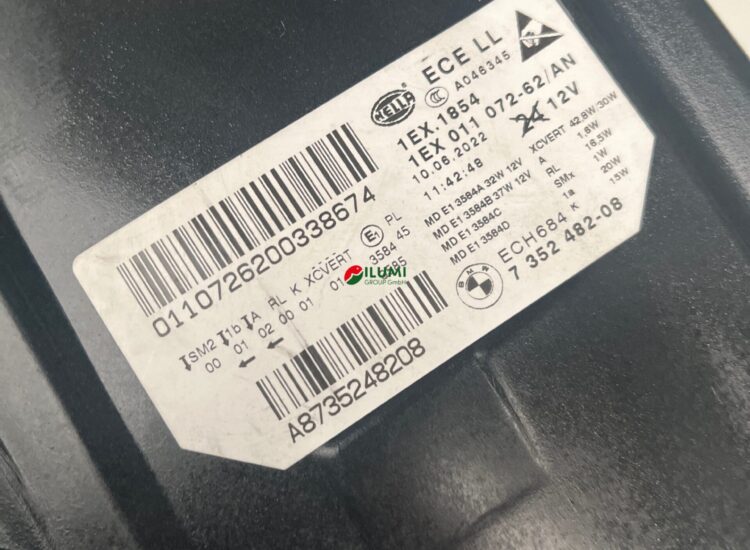 HELLA
ECE LL
A046345
1EX.1854
1EX 011 072-62/AN
10.06.2022
24 12V
11:42:48
MD E1 3584A 32W 12V
MD E1 3584B 37W 12V
MD E1 3584C
MD E1 3584D
XCVERT 42,8W/30W
A 1,8W
RL 16,5W
SMx 1W
1a 20W
K 15W
ECH684
BMW
7 352 482-08
01107262003​38674
SM2 1b A RL K XCVERT
00 01 02 00 01 01
E1 PL
3584 45
ILUMI
GROUP GmbH
A8735248208